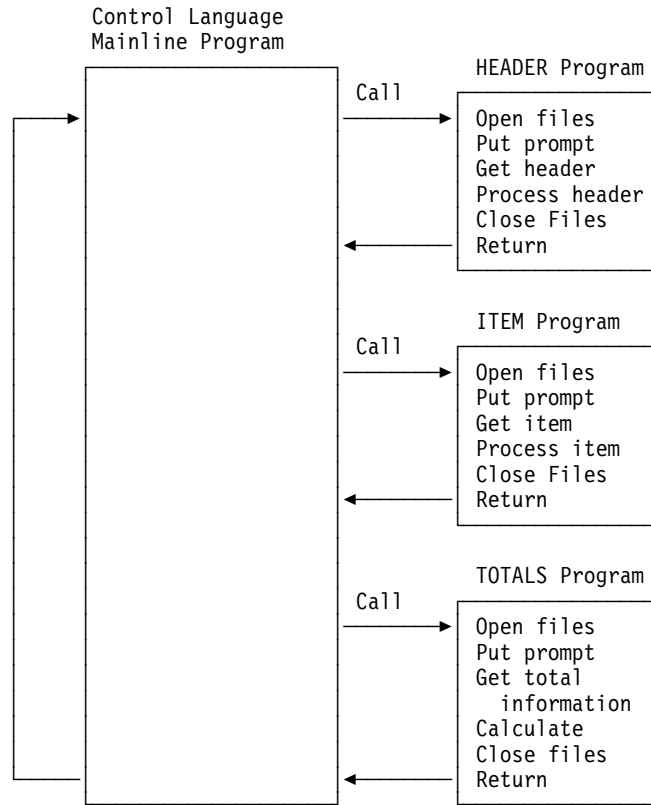 Control Language
Mainline Program
HEADER Program
Call
Open files
Put prompt
Get header
Process header
Close Files
Return
ITEM Program
Call
Open files
Put prompt
Get item
Process item
Close Files
Return
TOTALS Program
Call
Open files
Put prompt
Get total
information
Calculate
Close files
Return